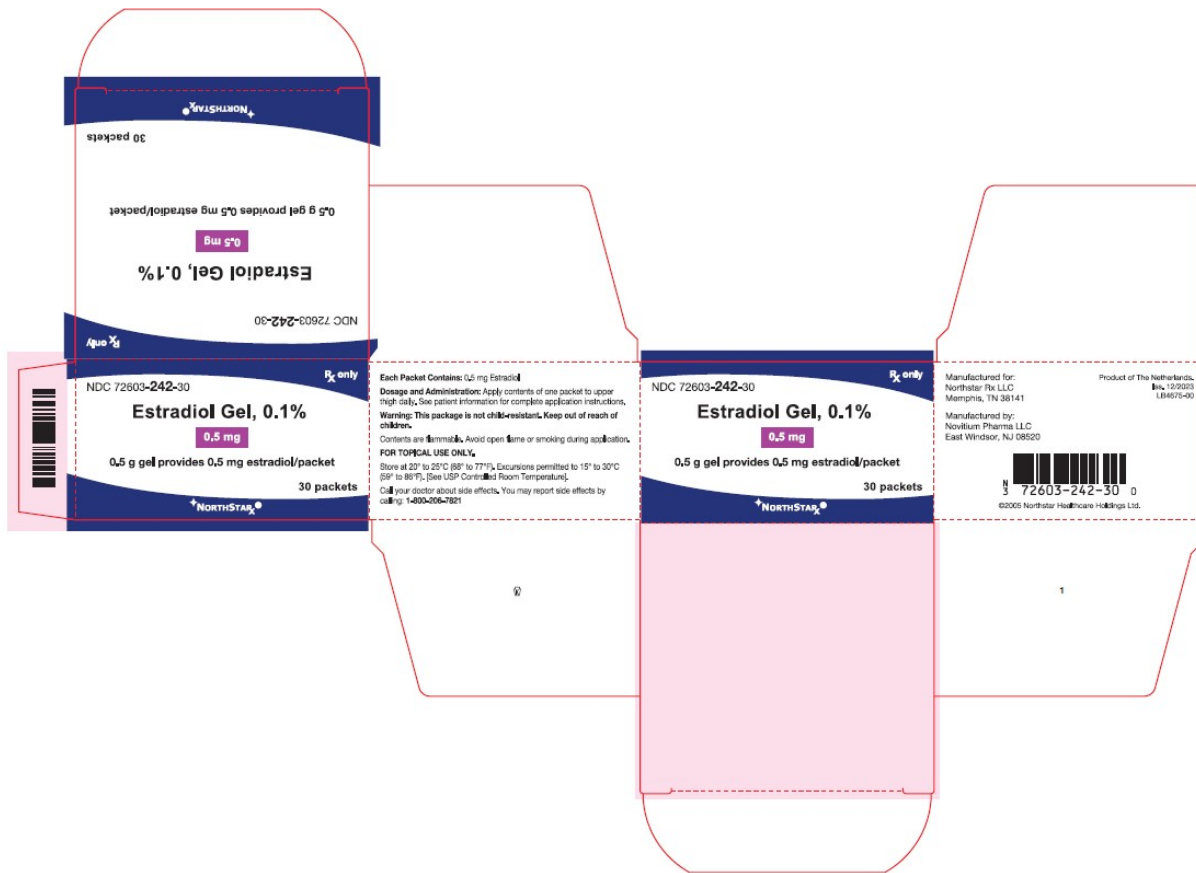 NORTHSTARx
30 packets
0.5 g gel provides 0.5 mg estradiol/packet
0.5 mg
Estradiol Gel, 0.1%
NDC 72603-242-30
Rx only
Rx only
NDC 72603-242-30
Estradiol Gel, 0.1%
0.5 mg
0.5 g gel provides 0.5 mg estradiol/packet
30 packets
NORTHSTARx
Each Packet Contains: 0.5 mg Estradiol
Dosage and Administration: Apply contents of one packet to upper
thigh daily. See patient information for complete application instructions.
Warning: This package is not child-resistant. Keep out of reach of
children.
Contents are flammable. Avoid open flame or smoking during application.
FOR TOPICAL USE ONLY.
Store at 20° to 25°C (68° to 77°F). Excursions permitted to 15° to 30°C
(59° to 86°F). [See USP Controlled Room Temperature].
Call your doctor about side effects. You may report side effects by
calling: 1-800-206-7821
Rx only
NDC 72603-242-30
Estradiol Gel, 0.1%
0.5 mg
0.5 g gel provides 0.5 mg estradiol/packet
30 packets
NORTHSTARx
Manufactured for:
Northstar Rx LLC
Memphis, TN 38141
Manufactured by:
Novitium Pharma LLC
East Windsor, NJ 08520
Product of The Netherlands.
Iss. 12/2023
LB4675-00
N
3 72603-242-30 0
©2005 Northstar Healthcare Holdings Ltd.
1